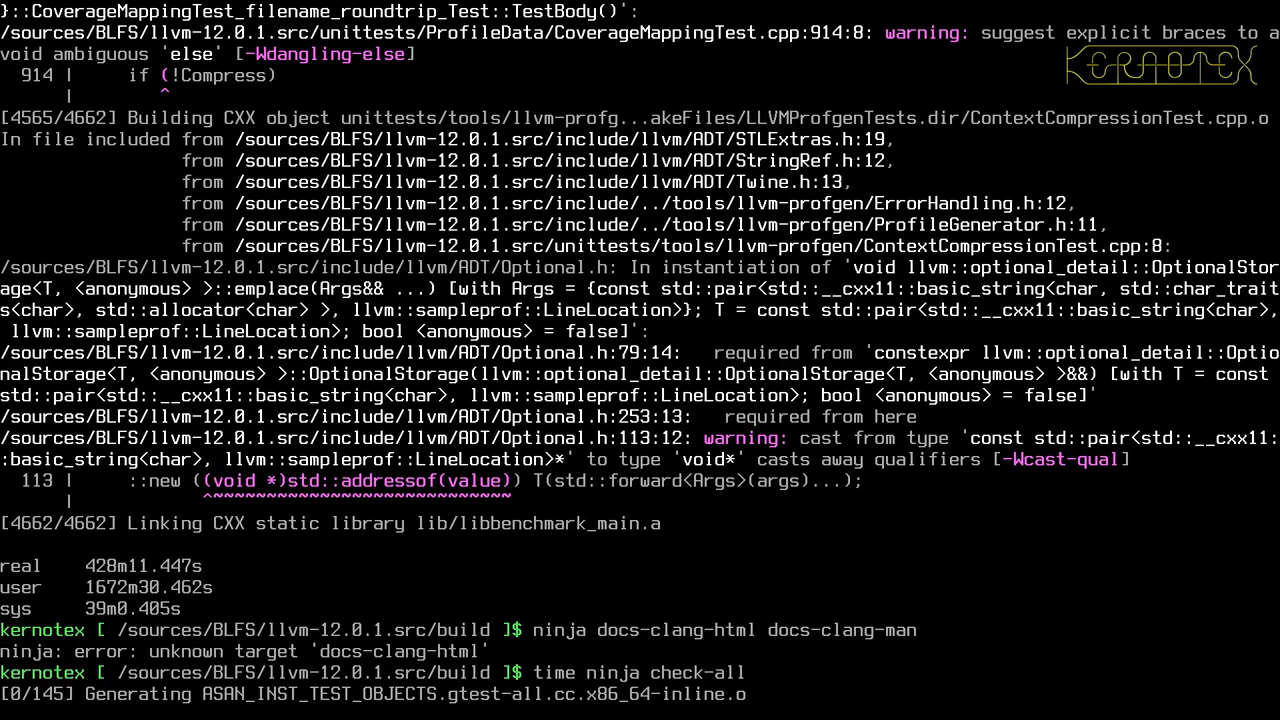 }::CoverageMappingTest_filename_roundtrip_Test::TestBody()':
/sources/BLFS/llvm-12.0.1.src/unittests/ProfileData/CoverageMappingTest.cpp:914:8: warning: suggest explicit braces to a
void ambiguous 'else' [-Wdangling-else]
KERNOTEX
  914 |     if (!Compress)
      |        ^
[4565/4662] Building CXX object unittests/tools/llvm-profg...akeFiles/LLVMProfgenTests.dir/ContextCompressionTest.cpp.o
In file included from /sources/BLFS/llvm-12.0.1.src/include/llvm/ADT/STLExtras.h:19,
                 from /sources/BLFS/llvm-12.0.1.src/include/llvm/ADT/StringRef.h:12,
                 from /sources/BLFS/llvm-12.0.1.src/include/llvm/ADT/Twine.h:13,
                 from /sources/BLFS/llvm-12.0.1.src/include/../tools/llvm-profgen/ErrorHandling.h:12,
                 from /sources/BLFS/llvm-12.0.1.src/include/../tools/llvm-profgen/ProfileGenerator.h:11,
                 from /sources/BLFS/llvm-12.0.1.src/unittests/tools/llvm-profgen/ContextCompressionTest.cpp:8:
/sources/BLFS/llvm-12.0.1.src/include/llvm/ADT/Optional.h: In instantiation of 'void llvm::optional_detail::OptionalStor
age<T, <anonymous> >::emplace(Args&& ...) [with Args = {const std::pair<std::__cxx11::basic_string<char, std::char_trait
s<char>, std::allocator<char> >, llvm::sampleprof::LineLocation>}; T = const std::pair<std::__cxx11::basic_string<char>,
 llvm::sampleprof::LineLocation>; bool <anonymous> = false]':
/sources/BLFS/llvm-12.0.1.src/include/llvm/ADT/Optional.h:79:14:   required from 'constexpr llvm::optional_detail::Optio
nalStorage<T, <anonymous> >::OptionalStorage(llvm::optional_detail::OptionalStorage<T, <anonymous> >&&) [with T = const
std::pair<std::__cxx11::basic_string<char>, llvm::sampleprof::LineLocation>; bool <anonymous> = false]'
/sources/BLFS/llvm-12.0.1.src/include/llvm/ADT/Optional.h:253:13:   required from here
/sources/BLFS/llvm-12.0.1.src/include/llvm/ADT/Optional.h:113:12: warning: cast from type 'const std::pair<std::__cxx11:
:basic_string<char>, llvm::sampleprof::LineLocation>*' to type 'void*' casts away qualifiers [-Wcast-qual]
  113 |     ::new ((void *)std::addressof(value)) T(std::forward<Args>(args)...);
      |            ^~~~~~~~~~~~~~~~~~~~~~~~~~~~~
[4662/4662] Linking CXX static library lib/libbenchmark_main.a

real    428m11.447s
user    1672m30.462s
sys     39m0.405s
kernotex [ /sources/BLFS/llvm-12.0.1.src/build ]$ ninja docs-clang-html docs-clang-man
ninja: error: unknown target 'docs-clang-html'
kernotex [ /sources/BLFS/llvm-12.0.1.src/build ]$ time ninja check-all
[0/145] Generating ASAN_INST_TEST_OBJECTS.gtest-all.cc.x86_64-inline.o